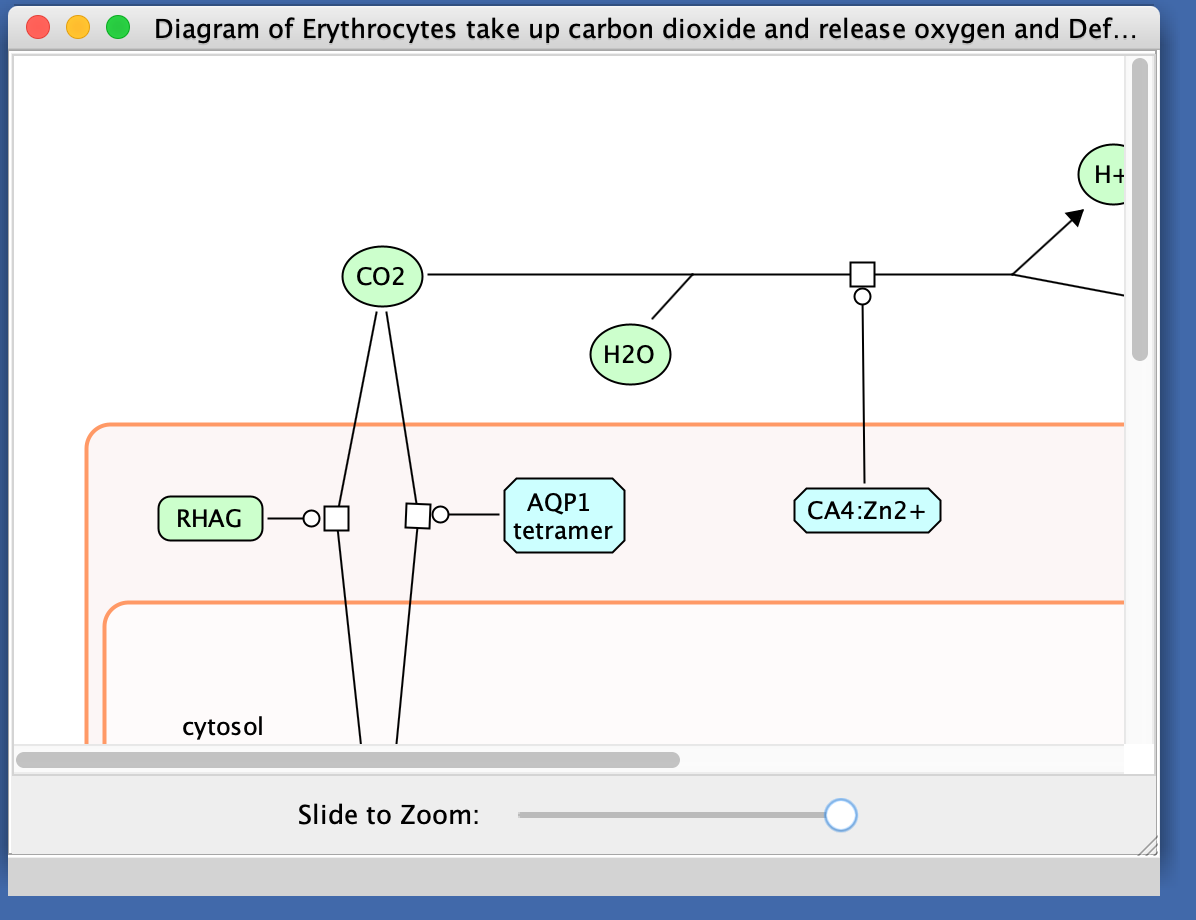 Diagram of Erythrocytes take up carbon dioxide and release oxygen and Def...
H+
CO2
H2O
RHAG
AQP1
tetramer
CA4:Zn2+
cytosol
Slide to Zoom: